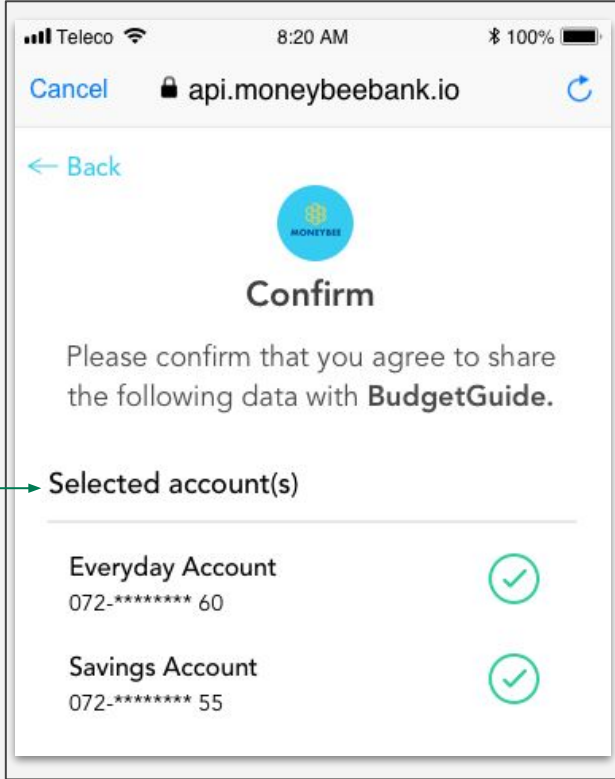 Teleco 8:20 AM 100%
Cancel api.moneybeebank.io
Back
MONEYBEE
Confirm
Please confirm that you agree to share
the following data with BudgetGuide.
Selected account(s)
Everyday Account
072-******** 60
Savings Account
072-******** 55